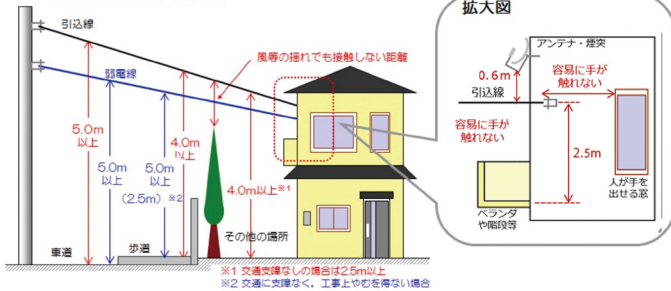 拡大図
アンテナ・煙突
0.6m
容易に手が
触れない
引込線
容易に手が
触れない
2.5m
ベランダ
や階段等
人が手を
出せる窓
引込線
弱電線
風等の揺れでも接触しない距離
5.0m
以上
5.0m
以上
5.0m
以上
(2.5m)※2
4.0m
以上
4.0m以上※1
車道
歩道
その他の場所
※1 交通支障なしの場合は2.5m以上
※2 交通に支障なく，工事上やむを得ない場合